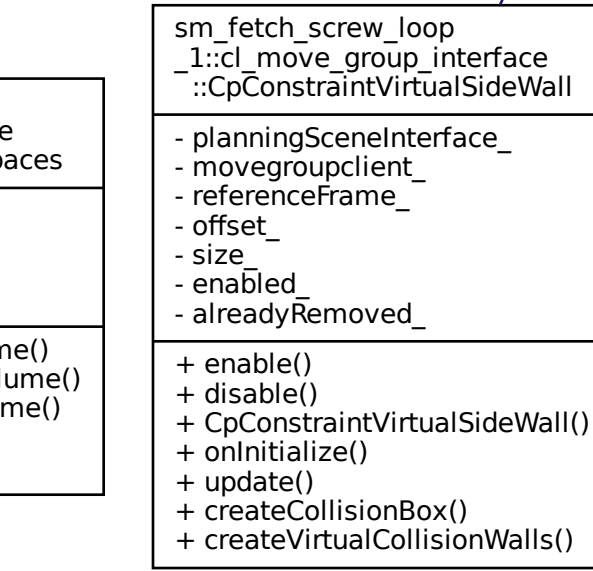 sm_fetch_screw_loop
_1::cl_move_group_interface
::CpConstraintVirtualSideWall
- planningSceneInterface_
- movegroupclient_
- referenceFrame_
- offset_
- size_
- enabled_
- alreadyRemoved_
+ enable()
+ disable()
+ CpConstraintVirtualSideWall()
+ onInitialize()
+ update()
+ createCollisionBox()
+ createVirtualCollisionWalls()